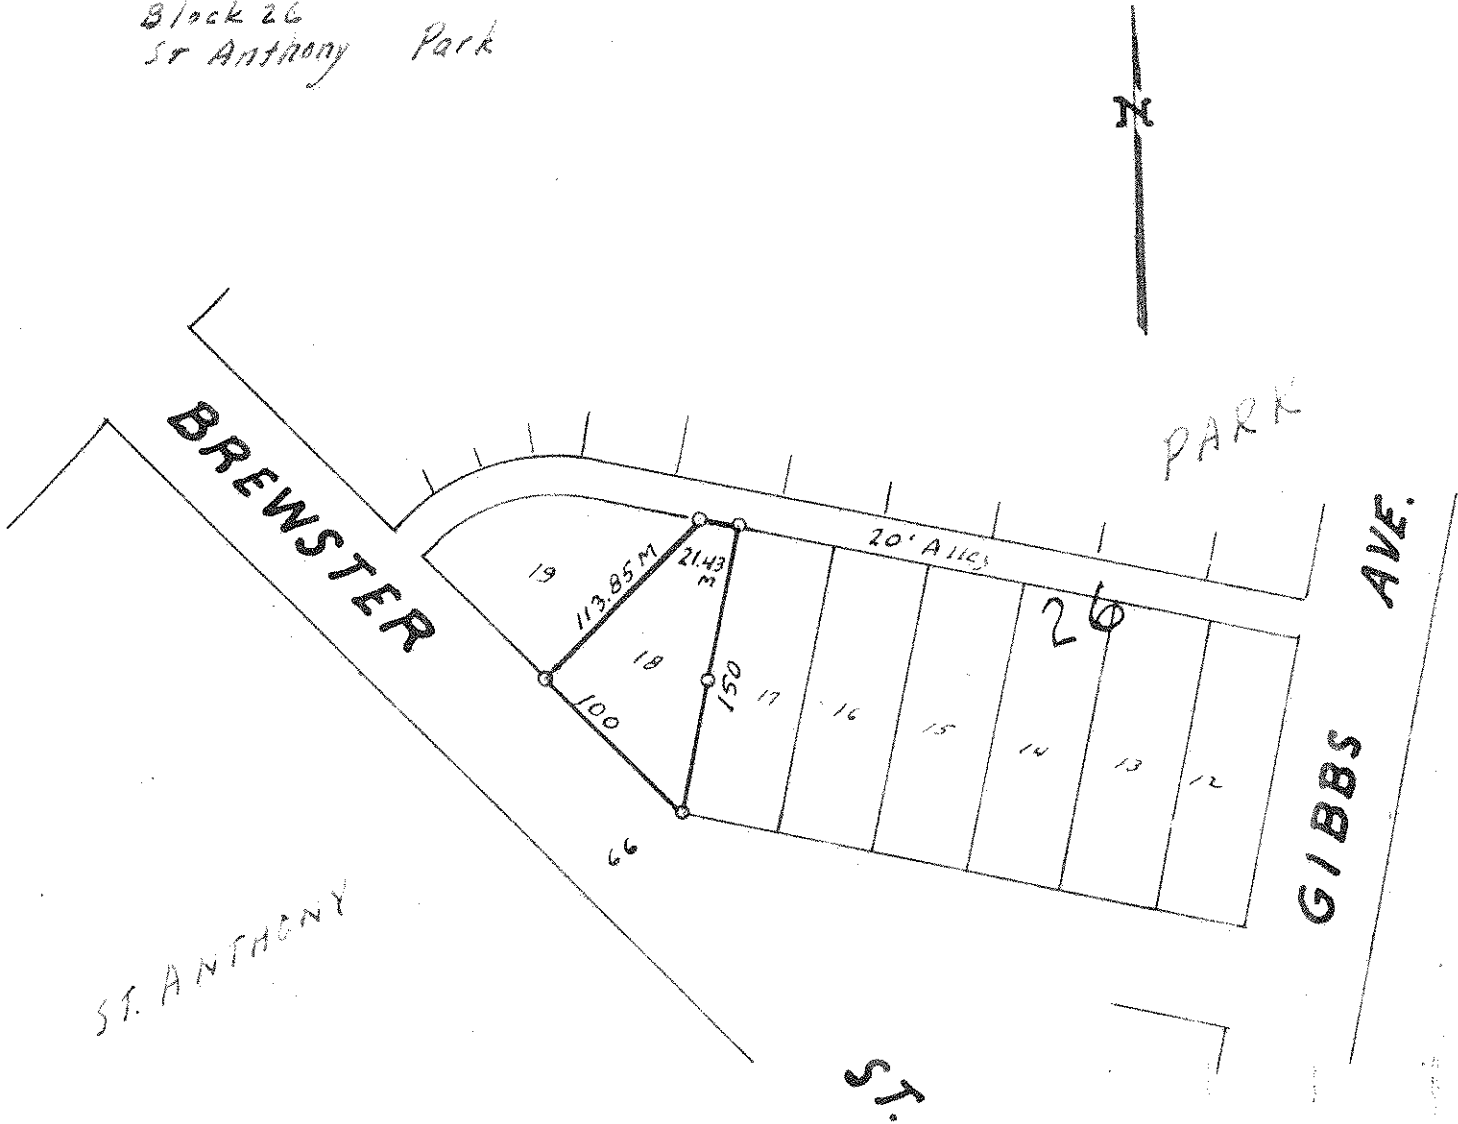 Block 26
St Anthony Park
N
PARK
BREWSTER
AVE.
20' Alley
26
19
113.85 M
21.43
M
18
100
150
17
16
15
14
13
12
GIBBS
66
ST. ANTHONY
ST.